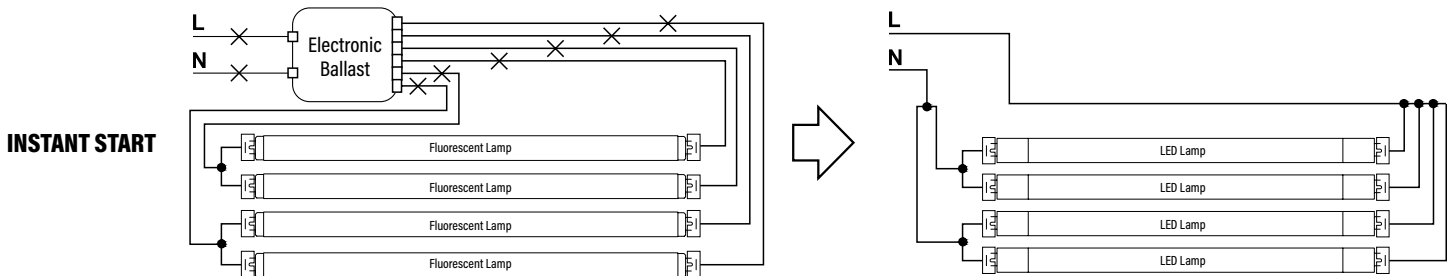 L
N
Electronic
Ballast
INSTANT START
Fluorescent Lamp
Fluorescent Lamp
Fluorescent Lamp
Fluorescent Lamp
L
N
LED Lamp
LED Lamp
LED Lamp
LED Lamp